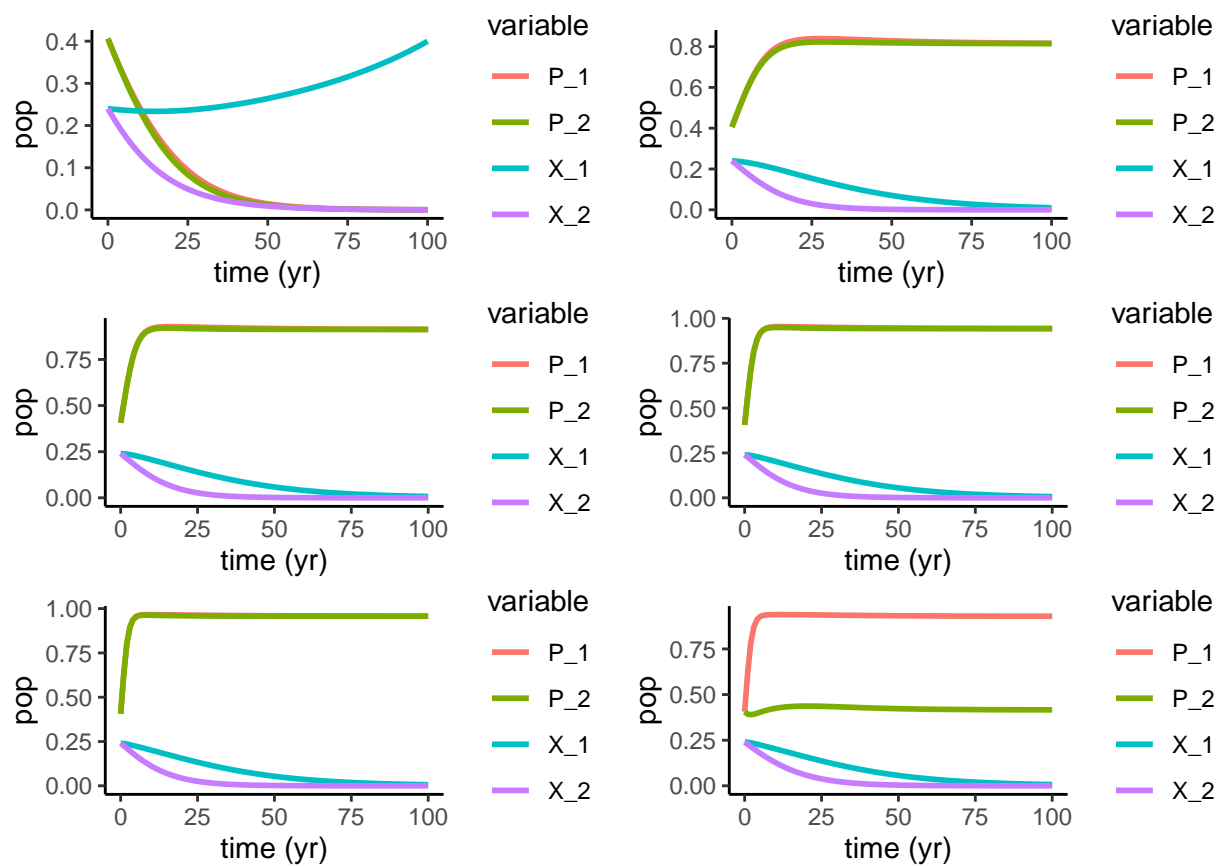 variable
P_1
P_2
X_1
X_2
pop
0.4
0.3
0.2
0.1
0.0
0 25 50 75 100
time (yr)
variable
P_1
P_2
X_1
X_2
pop
0.8
0.6
0.4
0.2
0.0
0 25 50 75 100
time (yr)
variable
P_1
P_2
X_1
X_2
pop
0.75
0.50
0.25
0.00
0 25 50 75 100
time (yr)
variable
P_1
P_2
X_1
X_2
pop
1.00
0.75
0.50
0.25
0.00
0 25 50 75 100
time (yr)
variable
P_1
P_2
X_1
X_2
pop
1.00
0.75
0.50
0.25
0.00
0 25 50 75 100
time (yr)
variable
P_1
P_2
X_1
X_2
pop
0.75
0.50
0.25
0.00
0 25 50 75 100
time (yr)